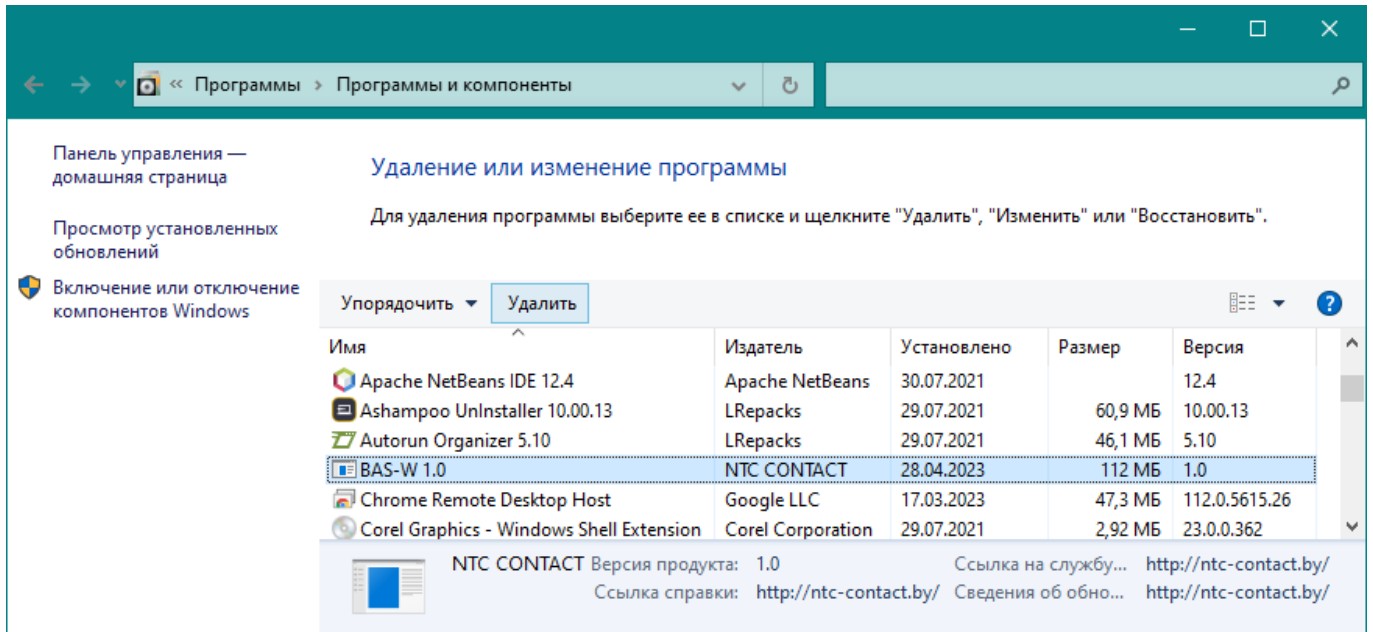 « Программы › Программы и компоненты
Панель управления —
домашняя страница
Просмотр установленных
обновлений
Включение или отключение
компонентов Windows
Удаление или изменение программы
Для удаления программы выберите ее в списке и щелкните "Удалить", "Изменить" или "Восстановить".
Упорядочить Удалить
Имя Издатель Установлено Размер Версия
Apache NetBeans IDE 12.4 Apache NetBeans 30.07.2021 12.4
Ashampoo UnInstaller 10.00.13 LRepacks 29.07.2021 60,9 МБ 10.00.13
Autorun Organizer 5.10 LRepacks 29.07.2021 46,1 МБ 5.10
BAS-W 1.0 NTC CONTACT 28.04.2023 112 МБ 1.0
Chrome Remote Desktop Host Google LLC 17.03.2023 47,3 МБ 112.0.5615.26
Corel Graphics - Windows Shell Extension Corel Corporation 29.07.2021 2,92 МБ 23.0.0.362
NTC CONTACT Версия продукта: 1.0 Ссылка на службу... http://ntc-contact.by/
Ссылка справки: http://ntc-contact.by/ Сведения об обно... http://ntc-contact.by/